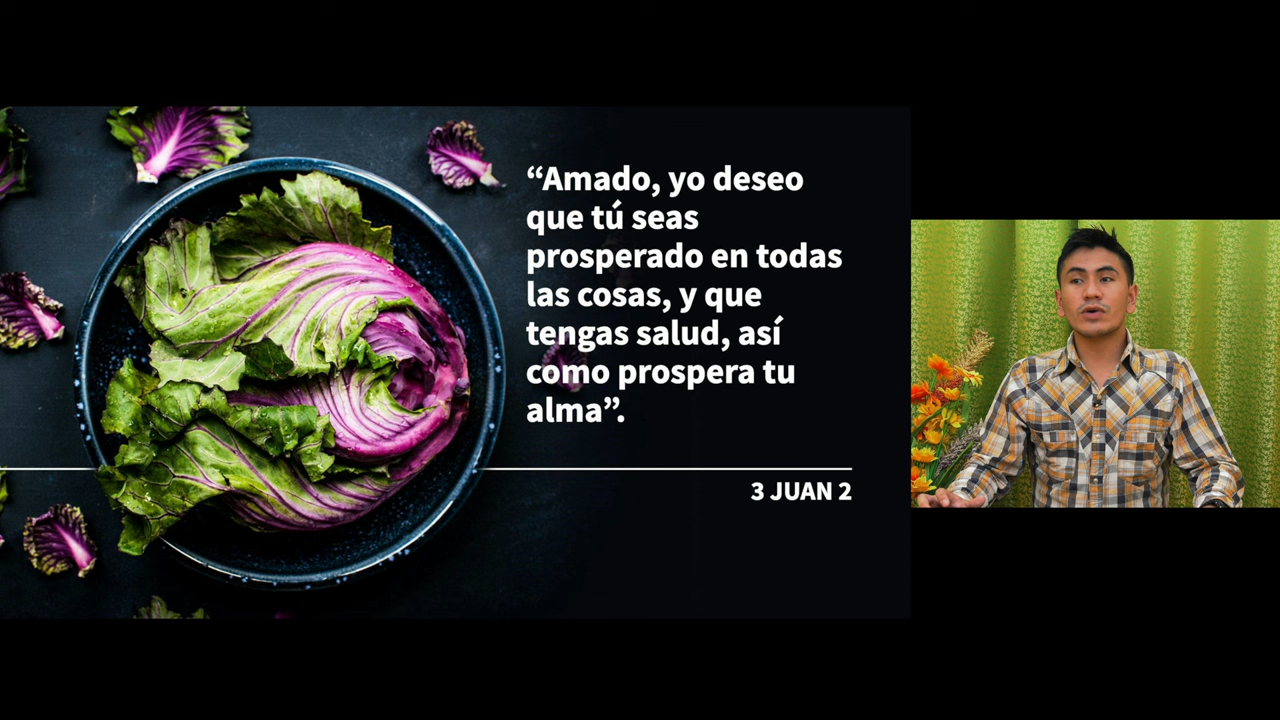 “Amado, yo deseo
que tú seas
prosperado en todas
las cosas, y que
tengas salud, así
como prospera tu
alma”.
3 JUAN 2